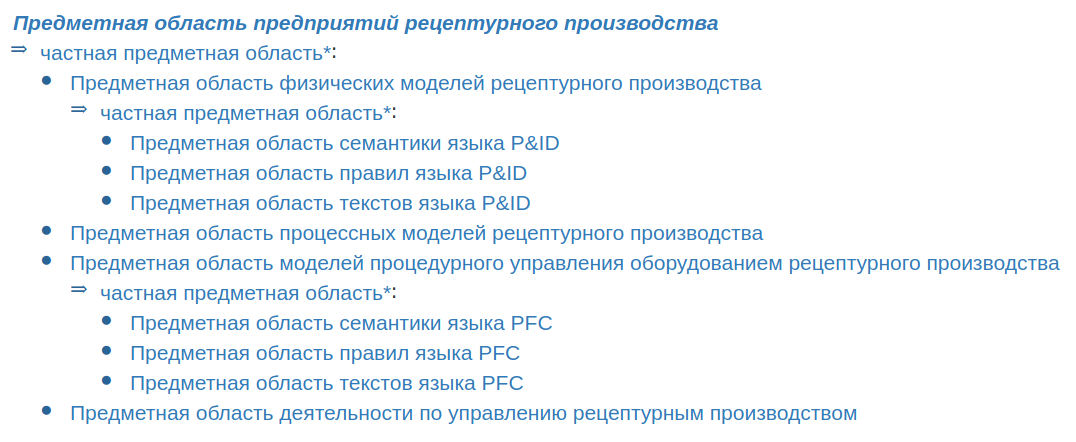 Предметная область предприятий рецептурного производства
⇒ частная предметная область*:
• Предметная область физических моделей рецептурного производства
⇒ частная предметная область*:
• Предметная область семантики языка P&ID
• Предметная область правил языка P&ID
• Предметная область текстов языка P&ID
• Предметная область процессных моделей рецептурного производства
• Предметная область моделей процедурного управления оборудованием рецептурного производства
⇒ частная предметная область*:
• Предметная область семантики языка PFC
• Предметная область правил языка PFC
• Предметная область текстов языка PFC
• Предметная область деятельности по управлению рецептурным производством